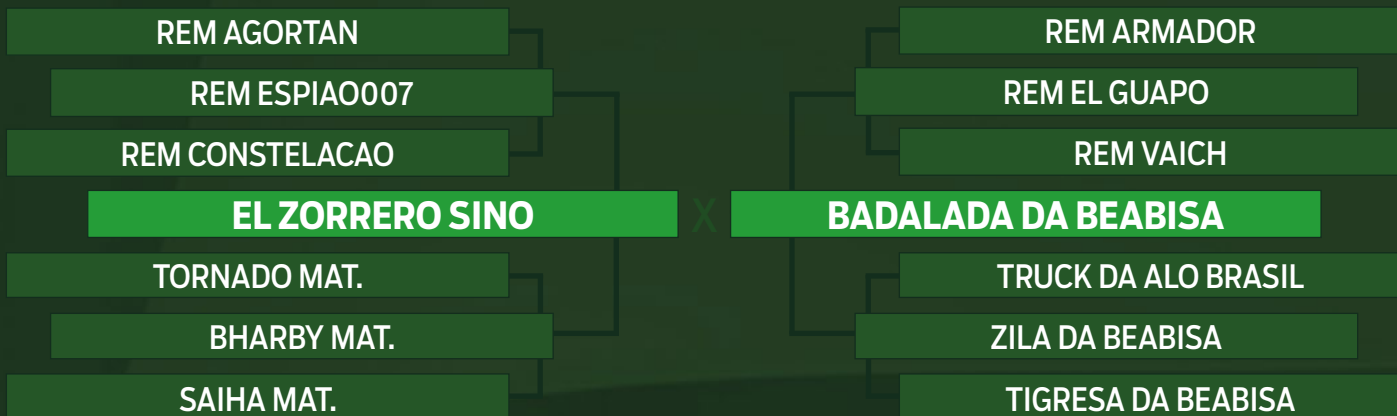 REM AGORTAN
REM ESPIAO007
REM CONSTELACAO
EL ZORRERO SINO
TORNADO MAT.
BHARBY MAT.
SAIHA MAT.
X
REM ARMADOR
REM EL GUAPO
REM VAICH
BADALADA DA BEABISA
TRUCK DA ALO BRASIL
ZILA DA BEABISA
TIGRESA DA BEABISA